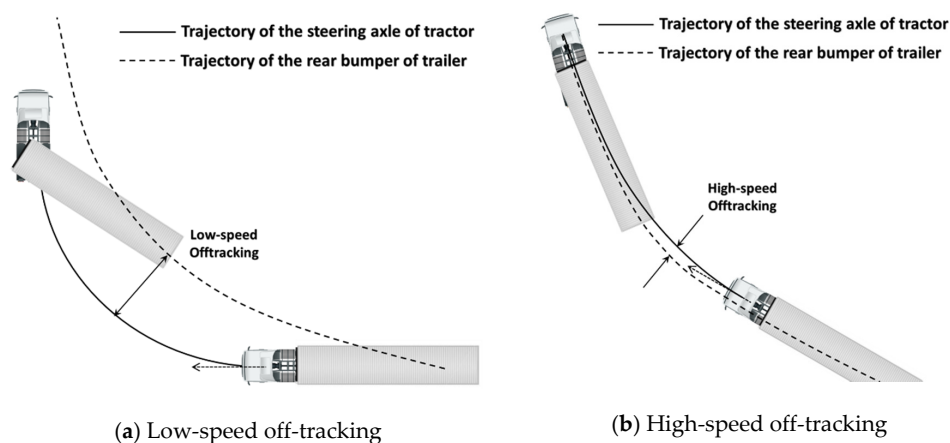 Trajectory of the steering axle of tractor
Trajectory of the rear bumper of trailer
Low-speed
Offtracking
(a) Low-speed off-tracking
Trajectory of the steering axle of tractor
Trajectory of the rear bumper of trailer
High-speed
Offtracking
(b) High-speed off-tracking